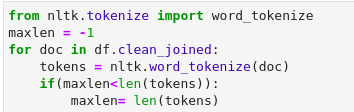 from nltk.tokenize import word_tokenize
maxlen = -1
for doc in df.clean_joined:
    tokens = nltk.word_tokenize(doc)
    if(maxlen<len(tokens)):
        maxlen= len(tokens)